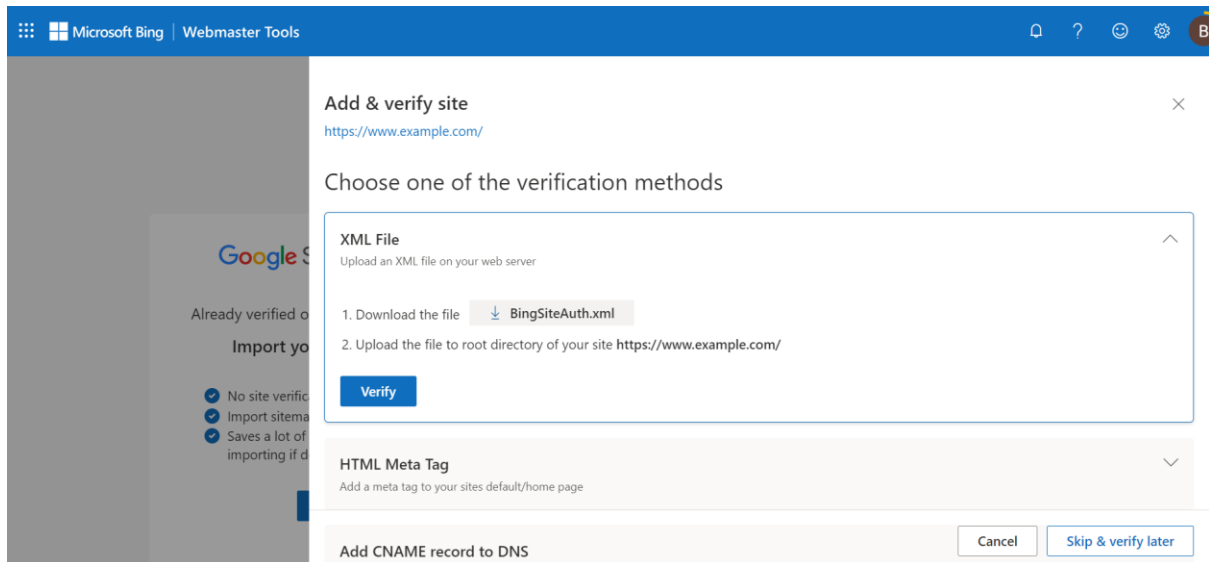 Microsoft Bing | Webmaster Tools
Add & verify site
https://www.example.com/
Choose one of the verification methods
XML File
Upload an XML file on your web server
1. Download the file BingSiteAuth.xml
2. Upload the file to root directory of your site https://www.example.com/
Verify
HTML Meta Tag
Add a meta tag to your sites default/home page
Add CNAME record to DNS
Cancel
Skip & verify later
Google S
Already verified o
Import yo
No site verific
Import sitema
Saves a lot of
importing if d
B